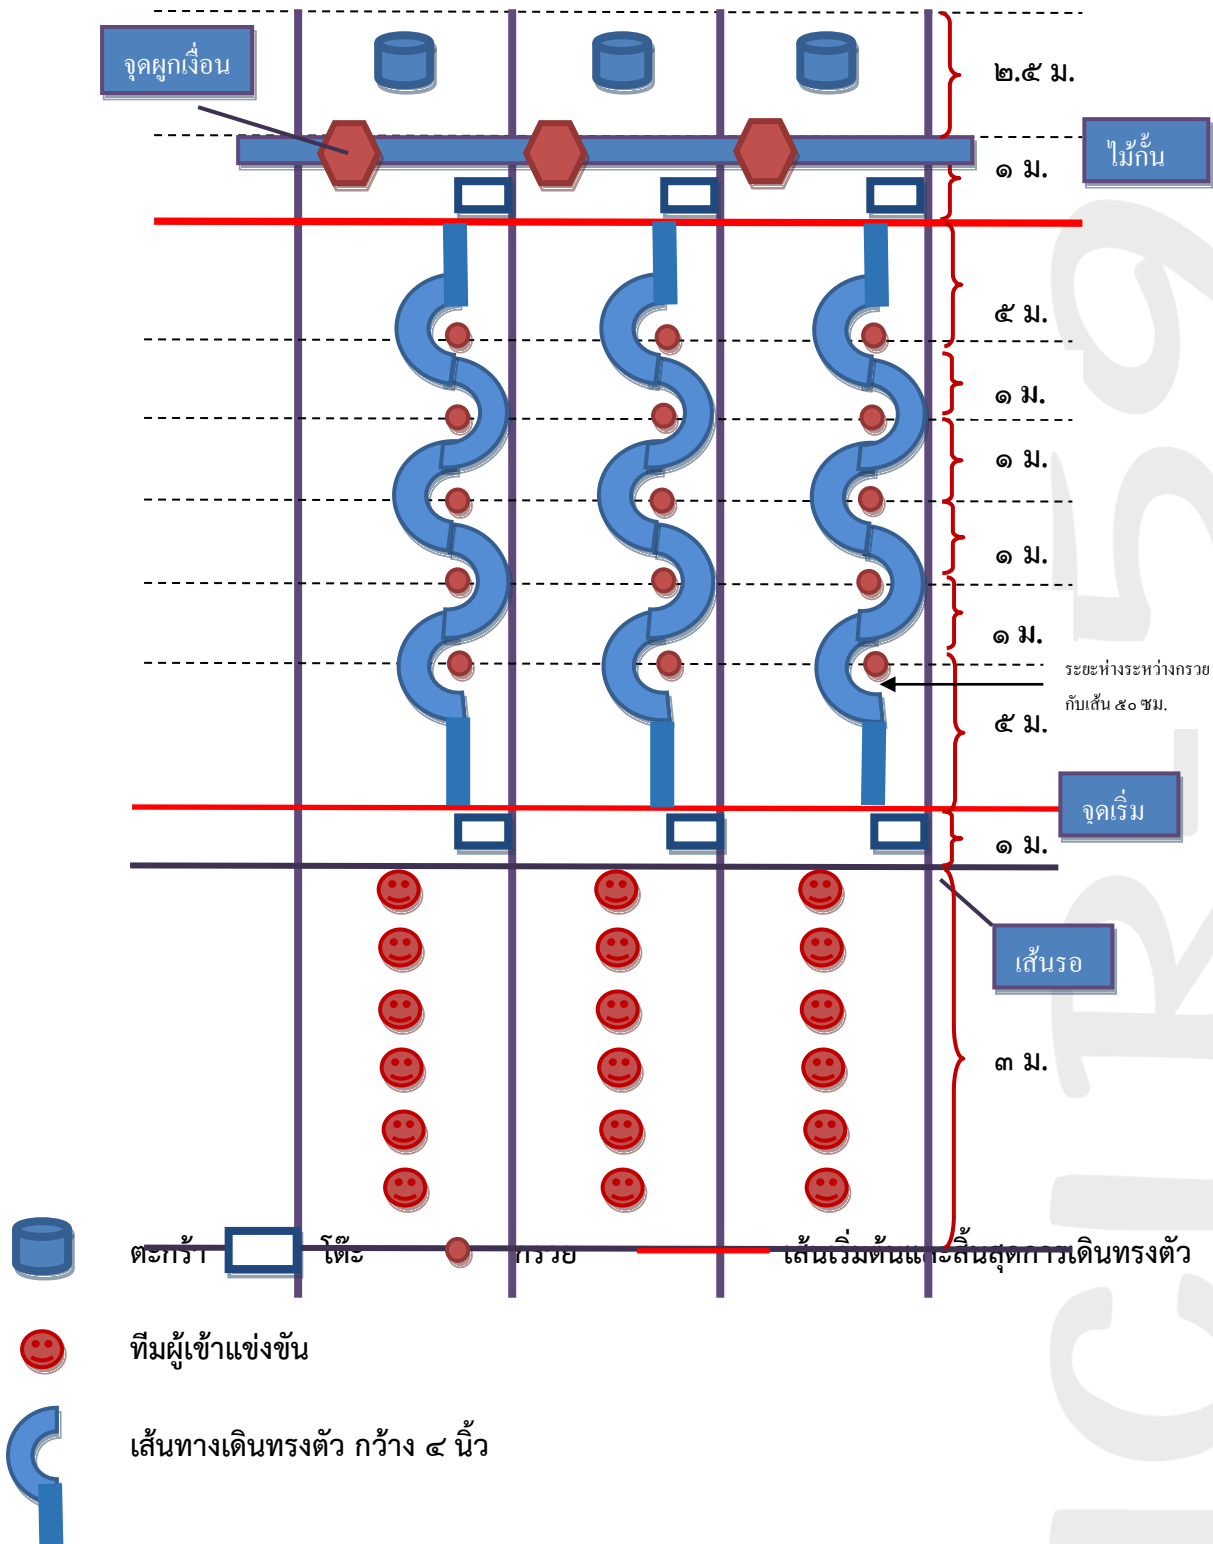 จุดผูกเงื่อน
๒.๕ ม.
ไม้กั้น
๑ ม.
๕ ม.
๑ ม.
๑ ม.
๑ ม.
๑ ม.
ระยะห่างระหว่างกรวย
กับเส้น ๕๐ ซม.
๕ ม.
จุดเริ่ม
๑ ม.
เส้นรอ
๓ ม.
ตะกร้า โต๊ะ กรวย เส้นเริ่มต้นและสิ้นสุดการเดินทรงตัว
ทีมผู้เข้าแข่งขัน
เส้นทางเดินทรงตัว กว้าง ๔ นิ้ว